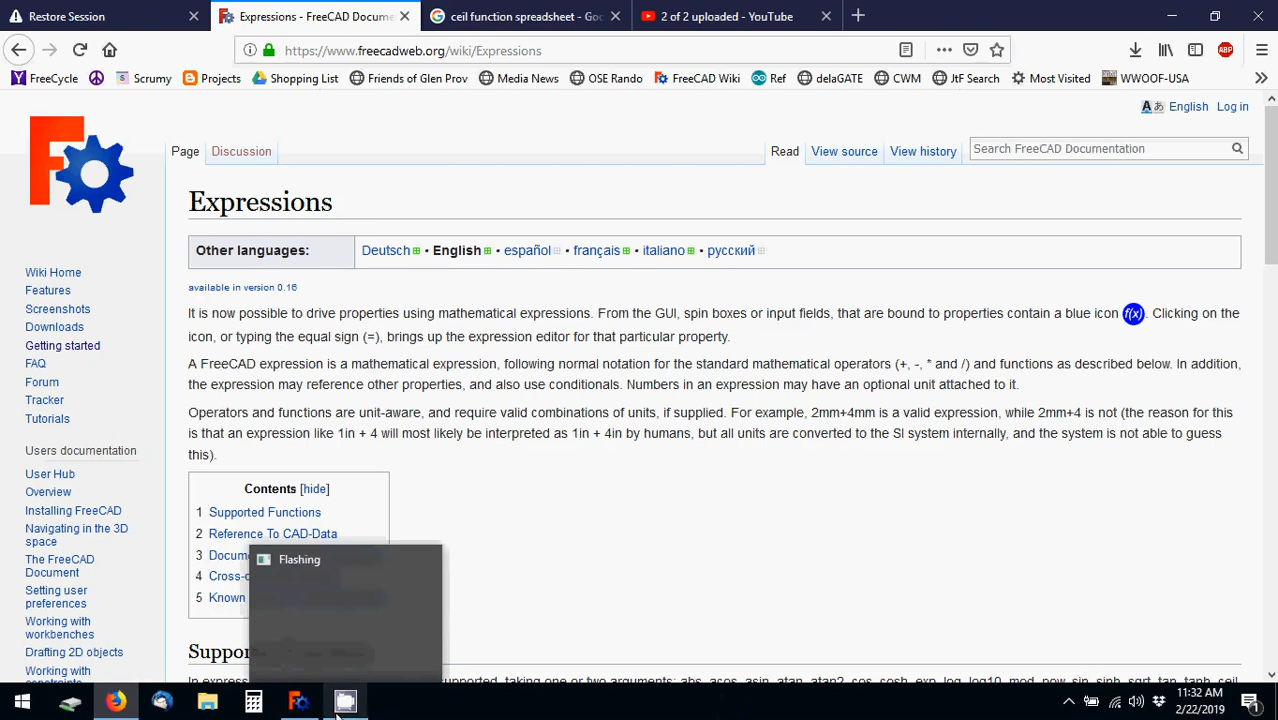 Restore Session
Expressions - FreeCAD Docume
ceil function spreadsheet - Goo
2 of 2 uploaded - YouTube
https://www.freecadweb.org/wiki/Expressions
ABP
FreeCycle
Scrumy
Projects
Shopping List
Friends of Glen Prov
Media News
OSE Rando
FreeCAD Wiki
Ref
delaGATE
CWM
JtF Search
Most Visited
WWOOF-USA
English
Log in
Page
Discussion
Read
View source
View history
Search FreeCAD Documentation
Expressions
Other languages:
Deutsch • English • español • français • italiano • русский
available in version 0.16
It is now possible to drive properties using mathematical expressions. From the GUI, spin boxes or input fields, that are bound to properties contain a blue icon f(x). Clicking on the
icon, or typing the equal sign (=), brings up the expression editor for that particular property.
A FreeCAD expression is a mathematical expression, following normal notation for the standard mathematical operators (+, -, * and /) and functions as described below. In addition,
the expression may reference other properties, and also use conditionals. Numbers in an expression may have an optional unit attached to it.
Operators and functions are unit-aware, and require valid combinations of units, if supplied. For example, 2mm+4mm is a valid expression, while 2mm+4 is not (the reason for this
is that an expression like 1in + 4 will most likely be interpreted as 1in + 4in by humans, but all units are converted to the SI system internally, and the system is not able to guess
this).
Contents [hide]
1 Supported Functions
2 Reference To CAD-Data
3 Docum
4 Cross-
5 Known
Flashing
Suppor
Wiki Home
Features
Screenshots
Downloads
Getting started
FAQ
Forum
Tracker
Tutorials
Users documentation
User Hub
Overview
Installing FreeCAD
Navigating in the 3D
space
The FreeCAD
Document
Setting user
preferences
Working with
workbenches
Drafting 2D objects
Working with
11:32 AM
2/22/2019
1